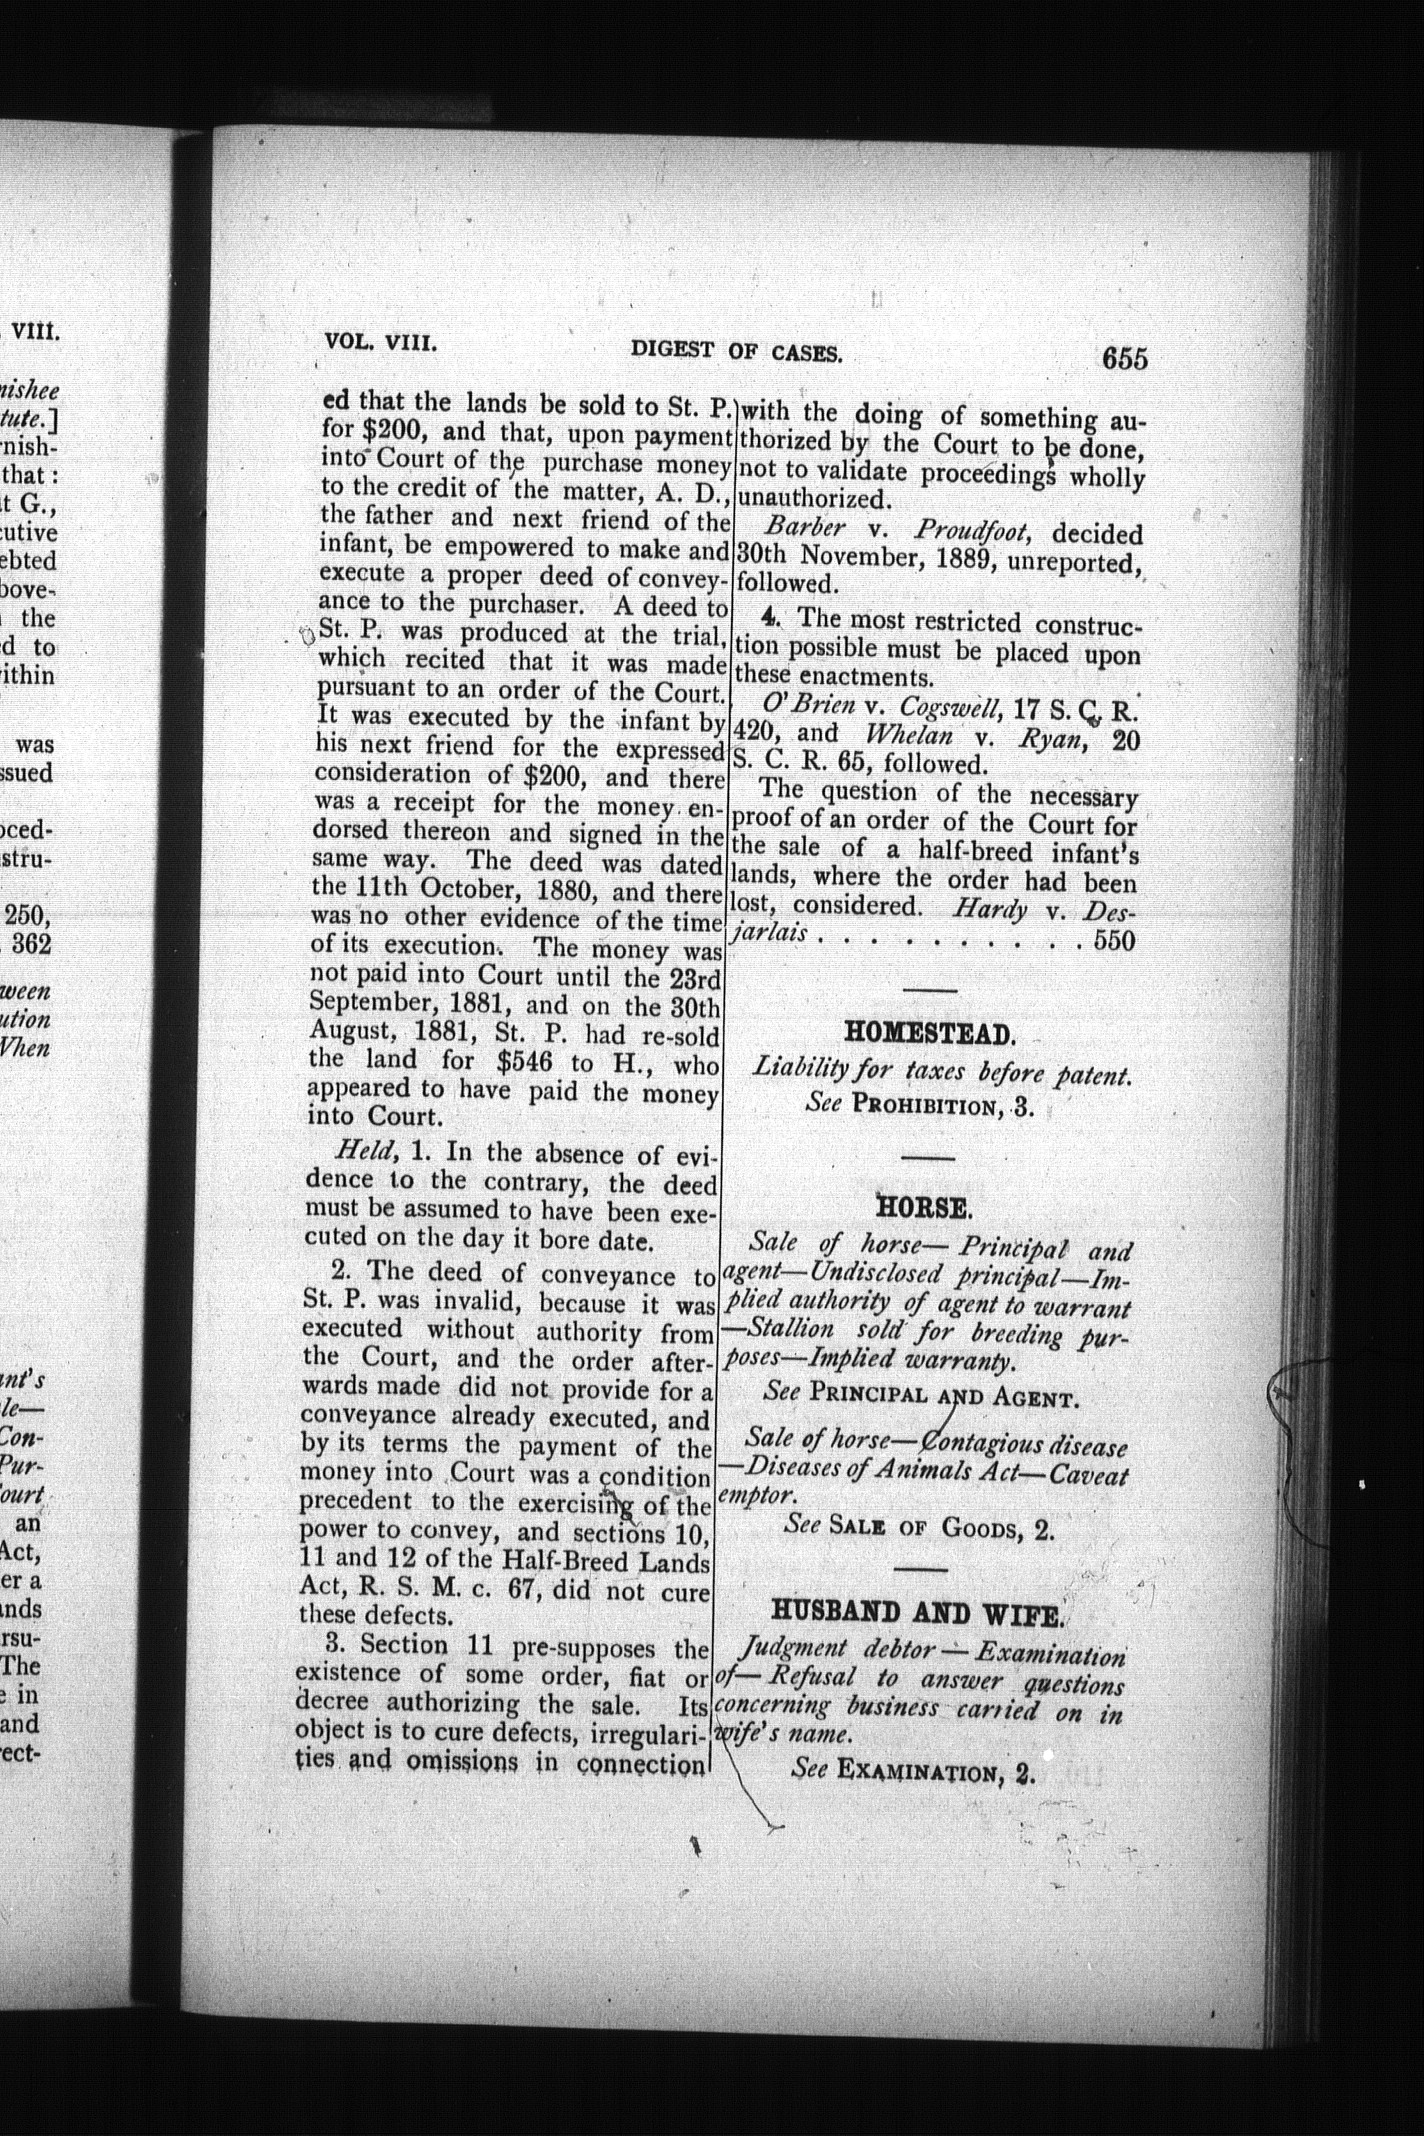 VIII.
nishee
tute.]
rnish-
that :
t G.,
cutive
ebted
bove-
the
d to
ithin
was
ssued
oced-
stru-
250,
362
ween
ution
When
ant's
le—
Con-
Pur-
ourt
an
Act,
er a
nds
rsu-
The
e in
and
rect-
VOL. VIII. DIGEST OF CASES. 655
ed that the lands be sold to St. P.
for $200, and that, upon payment
into Court of the purchase money
to the credit of the matter, A. D.,
the father and next friend of the
infant, be empowered to make and
execute a proper deed of convey-
ance to the purchaser. A deed to
St. P. was produced at the trial,
which recited that it was made
pursuant to an order of the Court.
It was executed by the infant by
his next friend for the expressed
consideration of $200, and there
was a receipt for the money en-
dorsed thereon and signed in the
same way. The deed was dated
the 11th October, 1880, and there
was no other evidence of the time
of its execution. The money was
not paid into Court until the 23rd
September, 1881, and on the 30th
August, 1881, St. P. had re-sold
the land for $546 to H., who
appeared to have paid the money
into Court.
Held, 1. In the absence of evi-
dence to the contrary, the deed
must be assumed to have been exe-
cuted on the day it bore date.
2. The deed of conveyance to
St. P. was invalid, because it was
executed without authority from
the Court, and the order after-
wards made did not provide for a
conveyance already executed, and
by its terms the payment of the
money into Court was a condition
precedent to the exercising of the
power to convey, and sections 10,
11 and 12 of the Half-Breed Lands
Act, R. S. M. c. 67, did not cure
these defects.
3. Section 11 pre-supposes the
existence of some order, fiat or
decree authorizing the sale. Its
object is to cure defects, irregulari-
ties and omissions in connection
with the doing of something au-
thorized by the Court to be done,
not to validate proceedings wholly
unauthorized.
Barber v. Proudfoot, decided
30th November, 1889, unreported,
followed.
4. The most restricted construc-
tion possible must be placed upon
these enactments.
O'Brien v. Cogswell, 17 S. C. R.
420, and Whelan v. Ryan, 20
S. C. R. 65, followed.
The question of the necessary
proof of an order of the Court for
the sale of a half-breed infant's
lands, where the order had been
lost, considered. Hardy v. Des-
jarlais . . . . . . . . . . . 550
HOMESTEAD.
Liability for taxes before patent.
See PROHIBITION, 3.
HORSE.
Sale of horse— Principal and
agent—Undisclosed principal—Im-
plied authority of agent to warrant
—Stallion sold for breeding pur-
poses—Implied warranty.
See PRINCIPAL AND AGENT.
Sale of horse—Contagious disease
—Diseases of Animals Act—Caveat
emptor.
See SALE OF GOODS, 2.
HUSBAND AND WIFE.
Judgment debtor — Examination
of— Refusal to answer questions
concerning business carried on in
wife's name.
See EXAMINATION, 2.